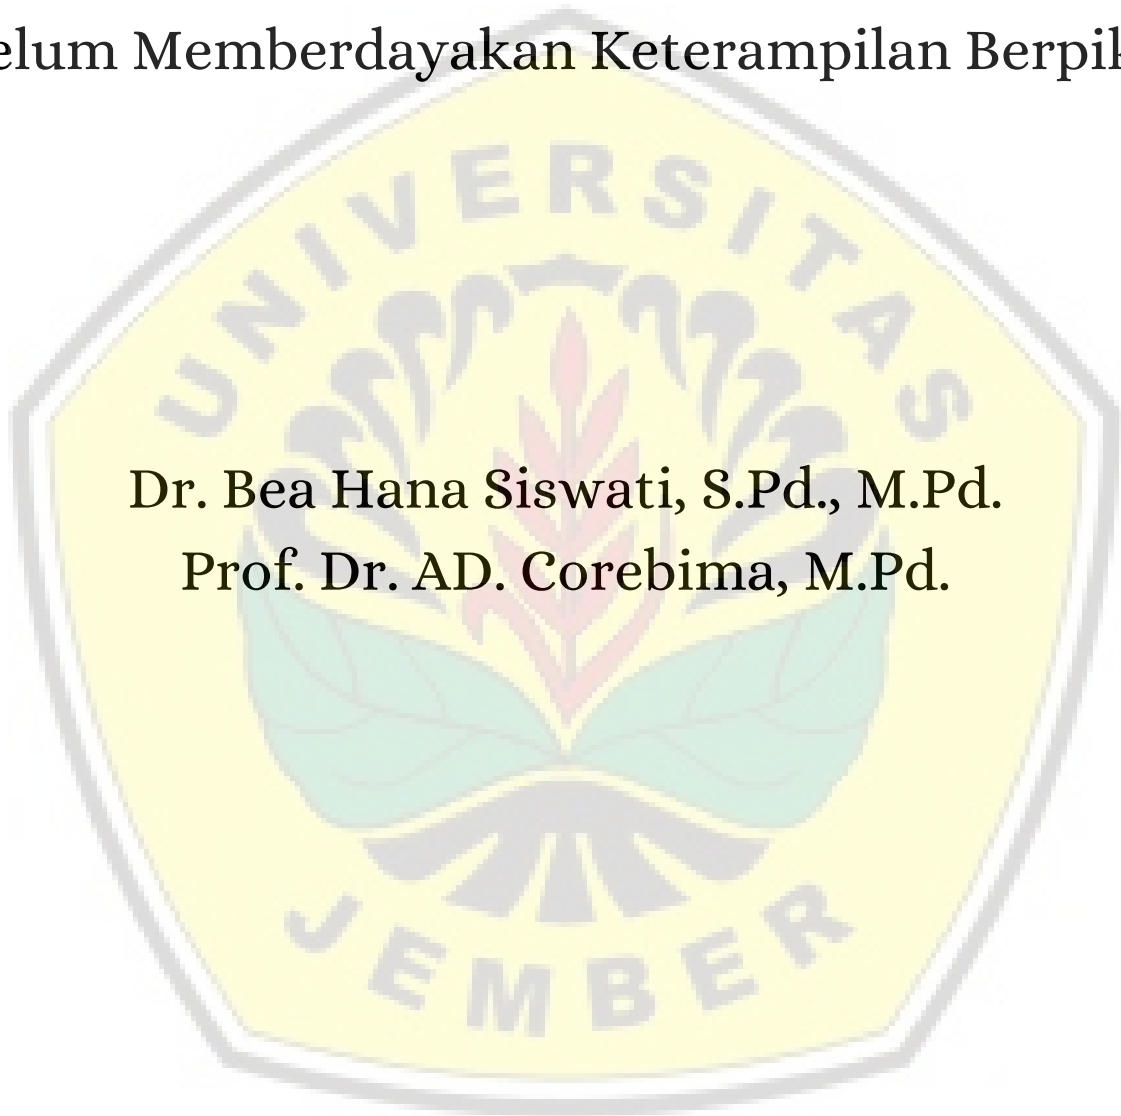 elum Memberdayakan Keterampilan Berpik
UNIVERSITAS
Dr. Bea Hana Siswati, S.Pd., M.Pd.
Prof. Dr. AD. Corebima, M.Pd.
JEMBER